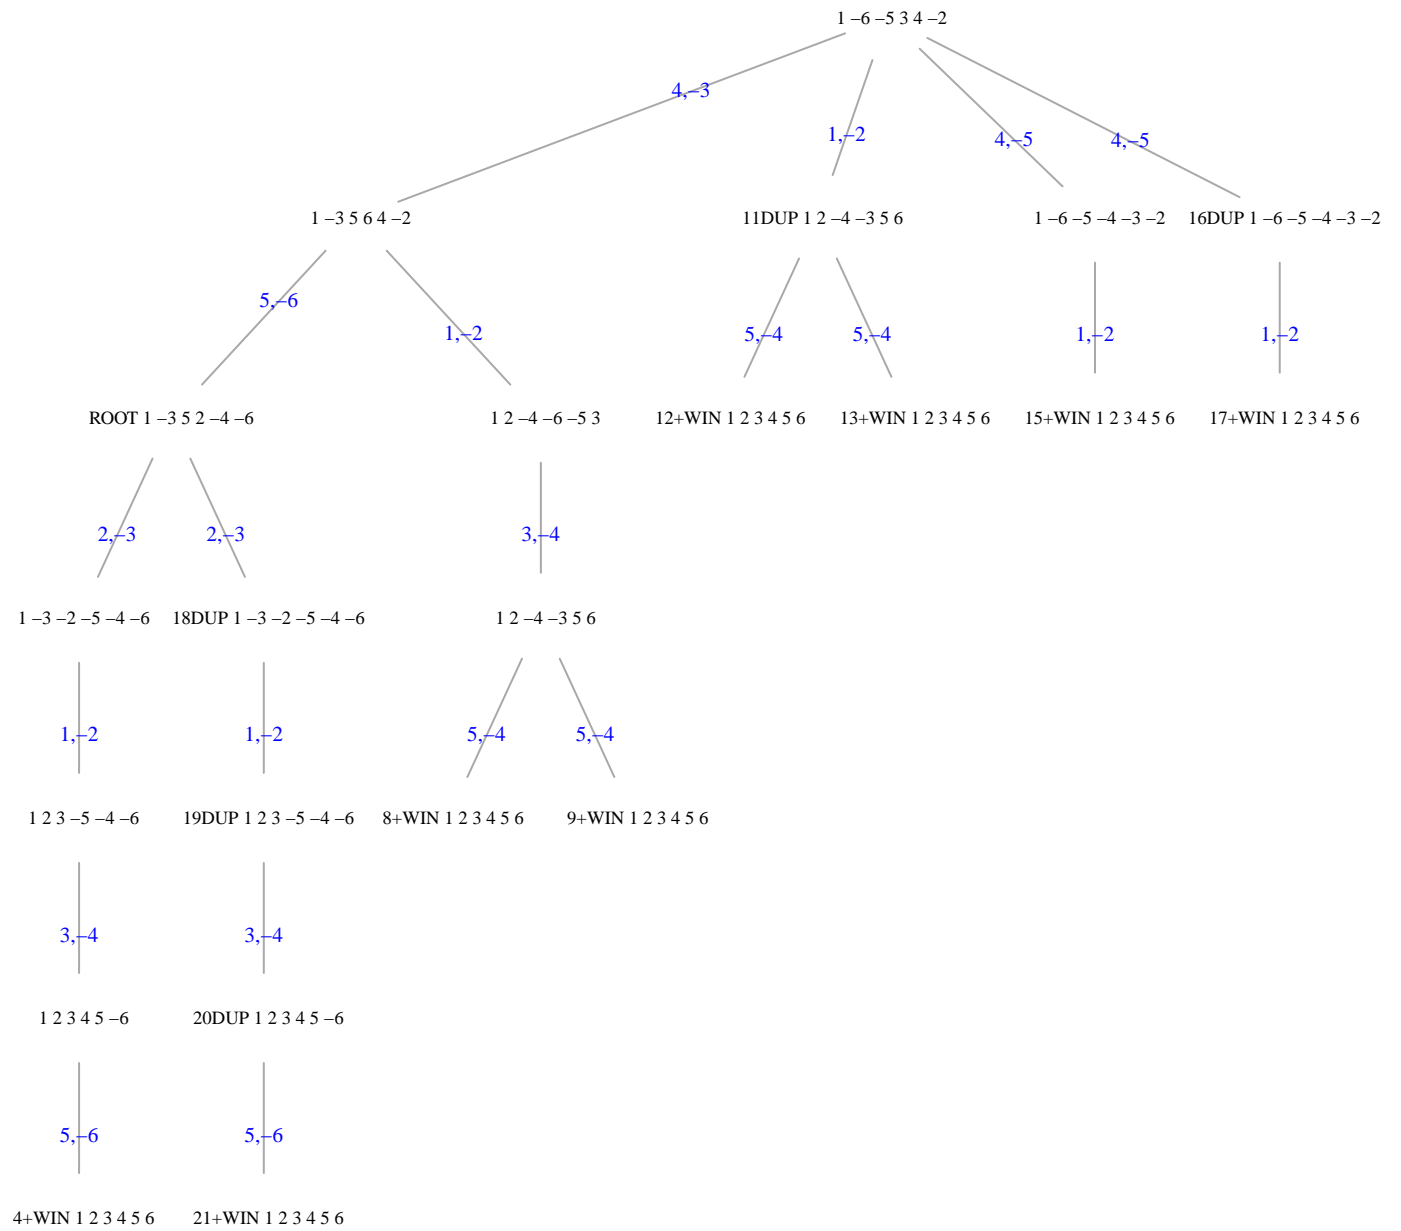 1 –6 –5 3 4 –2
4,–3
1,–2
4,–5
4,–5
1 –3 5 6 4 –2
11DUP 1 2 –4 –3 5 6
1 –6 –5 –4 –3 –2
16DUP 1 –6 –5 –4 –3 –2
5,–6
1,–2
5,–4
5,–4
1,–2
1,–2
ROOT 1 –3 5 2 –4 –6
1 2 –4 –6 –5 3
12+WIN 1 2 3 4 5 6
13+WIN 1 2 3 4 5 6
15+WIN 1 2 3 4 5 6
17+WIN 1 2 3 4 5 6
2,–3
2,–3
3,–4
1 –3 –2 –5 –4 –6
18DUP 1 –3 –2 –5 –4 –6
1 2 –4 –3 5 6
1,–2
1,–2
5,–4
5,–4
1 2 3 –5 –4 –6
19DUP 1 2 3 –5 –4 –6
8+WIN 1 2 3 4 5 6
9+WIN 1 2 3 4 5 6
3,–4
3,–4
1 2 3 4 5 –6
20DUP 1 2 3 4 5 –6
5,–6
5,–6
4+WIN 1 2 3 4 5 6
21+WIN 1 2 3 4 5 6